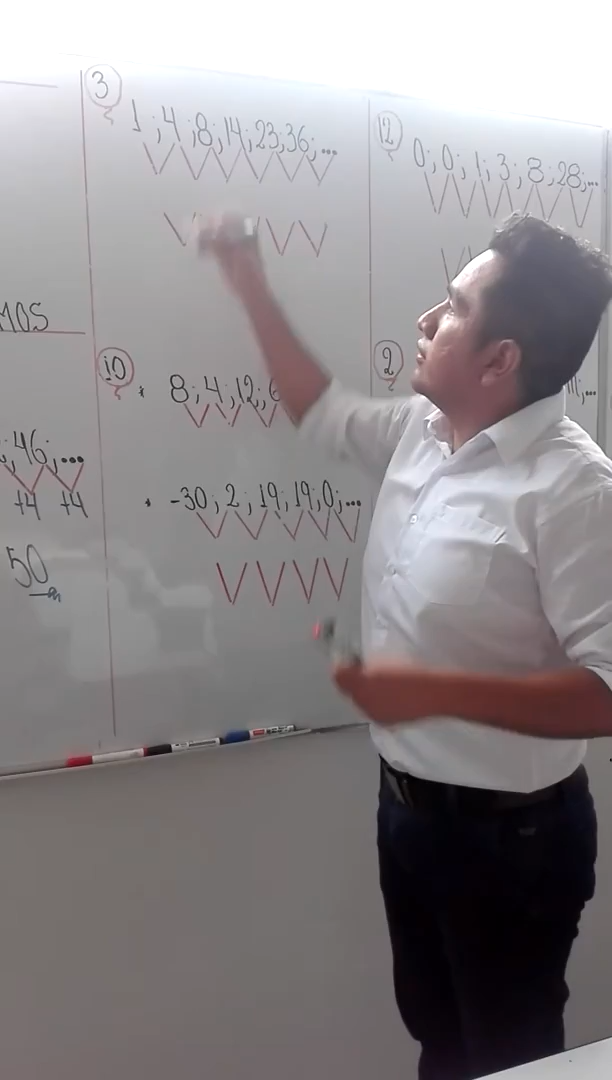 3
1 ; 4 ; 8 ; 14 ; 23 ; 36 ; ...
12
0 ; 0 ; 1 ; 3 ; 8 ; 28 ; ...
MOS
46 ; ...
+4 +4
50
10
* 8 ; 4 ; 12 ; 6
* -30 ; 2 ; 19 ; 19 ; 0 ; ...
2
;...